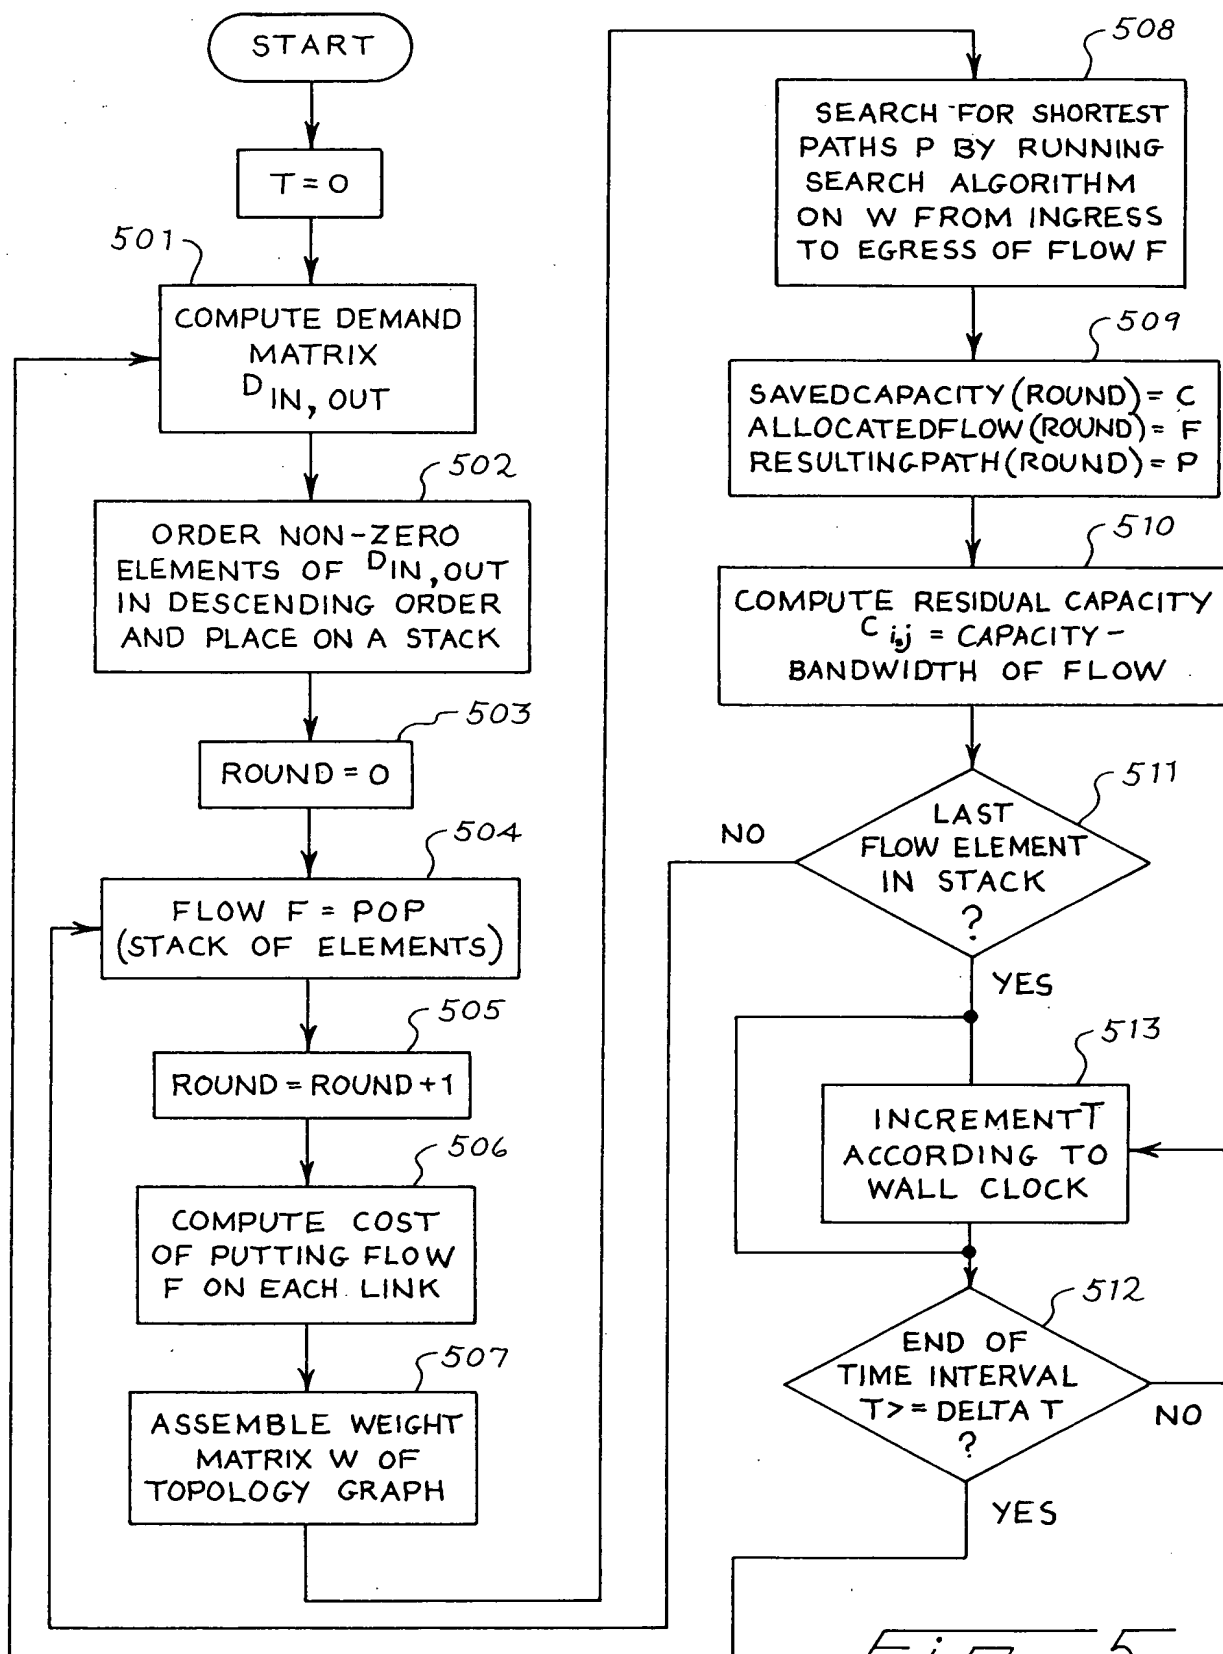 START
T = 0
501
COMPUTE DEMAND
MATRIX
D IN, OUT
502
ORDER NON-ZERO
ELEMENTS OF D IN, OUT
IN DESCENDING ORDER
AND PLACE ON A STACK
503
ROUND = 0
504
FLOW F = POP
(STACK OF ELEMENTS)
505
ROUND = ROUND + 1
506
COMPUTE COST
OF PUTTING FLOW
F ON EACH LINK
507
ASSEMBLE WEIGHT
MATRIX W OF
TOPOLOGY GRAPH
508
SEARCH FOR SHORTEST
PATHS P BY RUNNING
SEARCH ALGORITHM
ON W FROM INGRESS
TO EGRESS OF FLOW F
509
SAVEDCAPACITY (ROUND) = C
ALLOCATEDFLOW (ROUND) = F
RESULTINGPATH (ROUND) = P
510
COMPUTE RESIDUAL CAPACITY
C i,j = CAPACITY -
BANDWIDTH OF FLOW
511
LAST
FLOW ELEMENT
IN STACK
?
NO
YES
513
INCREMENT T
ACCORDING TO
WALL CLOCK
512
END OF
TIME INTERVAL
T >= DELTA T
?
NO
YES
Fig. 5